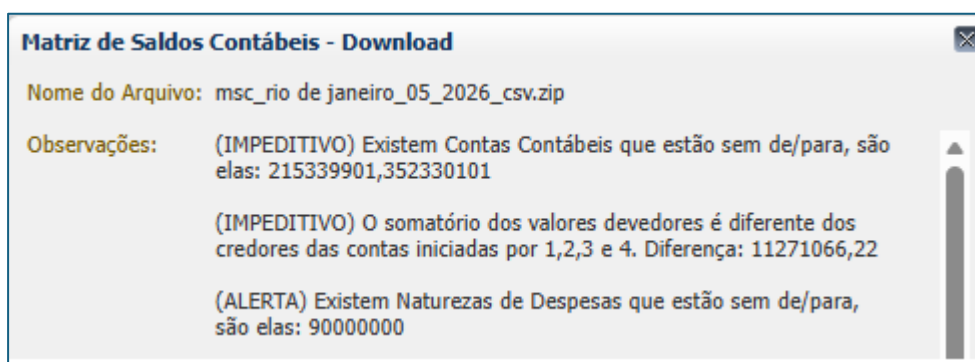 Matriz de Saldos Contábeis - Download
Nome do Arquivo: msc_rio de janeiro_05_2026_csv.zip
Observações: (IMPEDITIVO) Existem Contas Contábeis que estão sem de/para, são
elas: 215339901,352330101
(IMPEDITIVO) O somatório dos valores devedores é diferente dos
credores das contas iniciadas por 1,2,3 e 4. Diferença: 11271066,22
(ALERTA) Existem Naturezas de Despesas que estão sem de/para,
são elas: 90000000